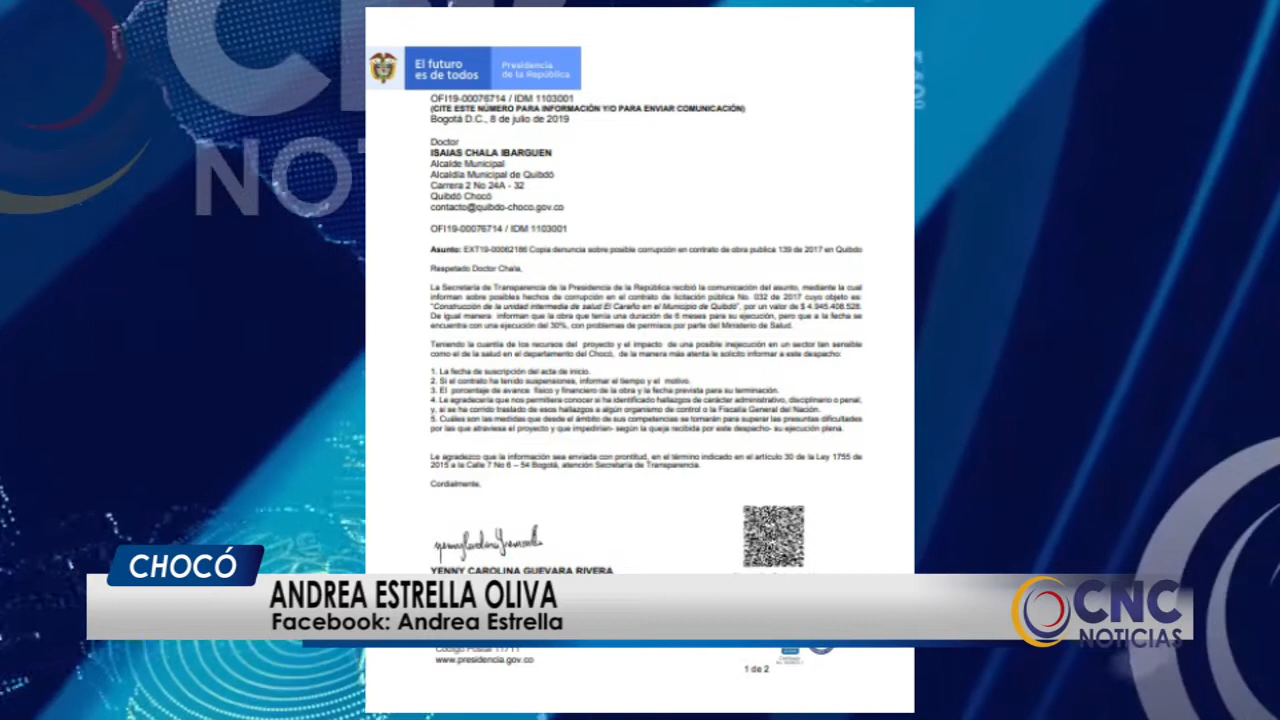 El futuro
es de todos
Presidencia
de la República
OFI19-00076714 / IDM 1103001
(CITE ESTE NÚMERO PARA INFORMACIÓN Y/O PARA ENVIAR COMUNICACIÓN)
Bogotá D.C., 8 de julio de 2019
Doctor
ISAIAS CHALA IBARGUEN
Alcalde Municipal
Alcaldía Municipal de Quibdó
Carrera 2 No 24A - 32
Quibdó Chocó
contacto@quibdo-choco.gov.co
OFI19-00076714 / IDM 1103001
Asunto: EXT19-00062186 Copia denuncia sobre posible corrupción en contrato de obra publica 139 de 2017 en Quibdo
Respetado Doctor Chala,
La Secretaría de Transparencia de la Presidencia de la República recibió la comunicación del asunto, mediante la cual
informan sobre posibles hechos de corrupción en el contrato de licitación pública No. 032 de 2017 cuyo objeto es:
"Construcción de la unidad intermedia de salud El Caraño en el Municipio de Quibdó", por un valor de $ 4.945.408.528.
De igual manera informan que la obra que tenía una duración de 6 meses para su ejecución, pero que a la fecha se
encuentra con una ejecución del 30%, con problemas de permisos por parte del Ministerio de Salud.
Teniendo la cuantía de los recursos del proyecto y el impacto de una posible inejecución en un sector tan sensible
como el de la salud en el departamento del Chocó, de la manera más atenta le solicito informar a este despacho:
1. La fecha de suscripción del acta de inicio.
2. Si el contrato ha tenido suspensiones, informar el tiempo y el motivo.
3. El porcentaje de avance físico y financiero de la obra y la fecha prevista para su terminación.
4. Le agradecería que nos permitiera conocer si ha identificado hallazgos de carácter administrativo, disciplinario o penal,
y, si se ha corrido traslado de esos hallazgos a algún organismo de control o la Fiscalía General del Nación.
5. Cuáles son las medidas que desde el ámbito de sus competencias se tomarán para superar las presuntas dificultades
por las que atraviesa el proyecto y que impedirían- según la queja recibida por este despacho- su ejecución plena.
Le agradezco que la información sea enviada con prontitud, en el término indicado en el artículo 30 de la Ley 1755 de
2015 a la Calle 7 No 6 – 54 Bogotá, atención Secretaría de Transparencia.
Cordialmente,
YENNY CAROLINA GUEVARA RIVERA
CHOCÓ
ANDREA ESTRELLA OLIVA
Facebook: Andrea Estrella
CNC
NOTICIAS
Código Postal 11711
www.presidencia.gov.co
1 de 2